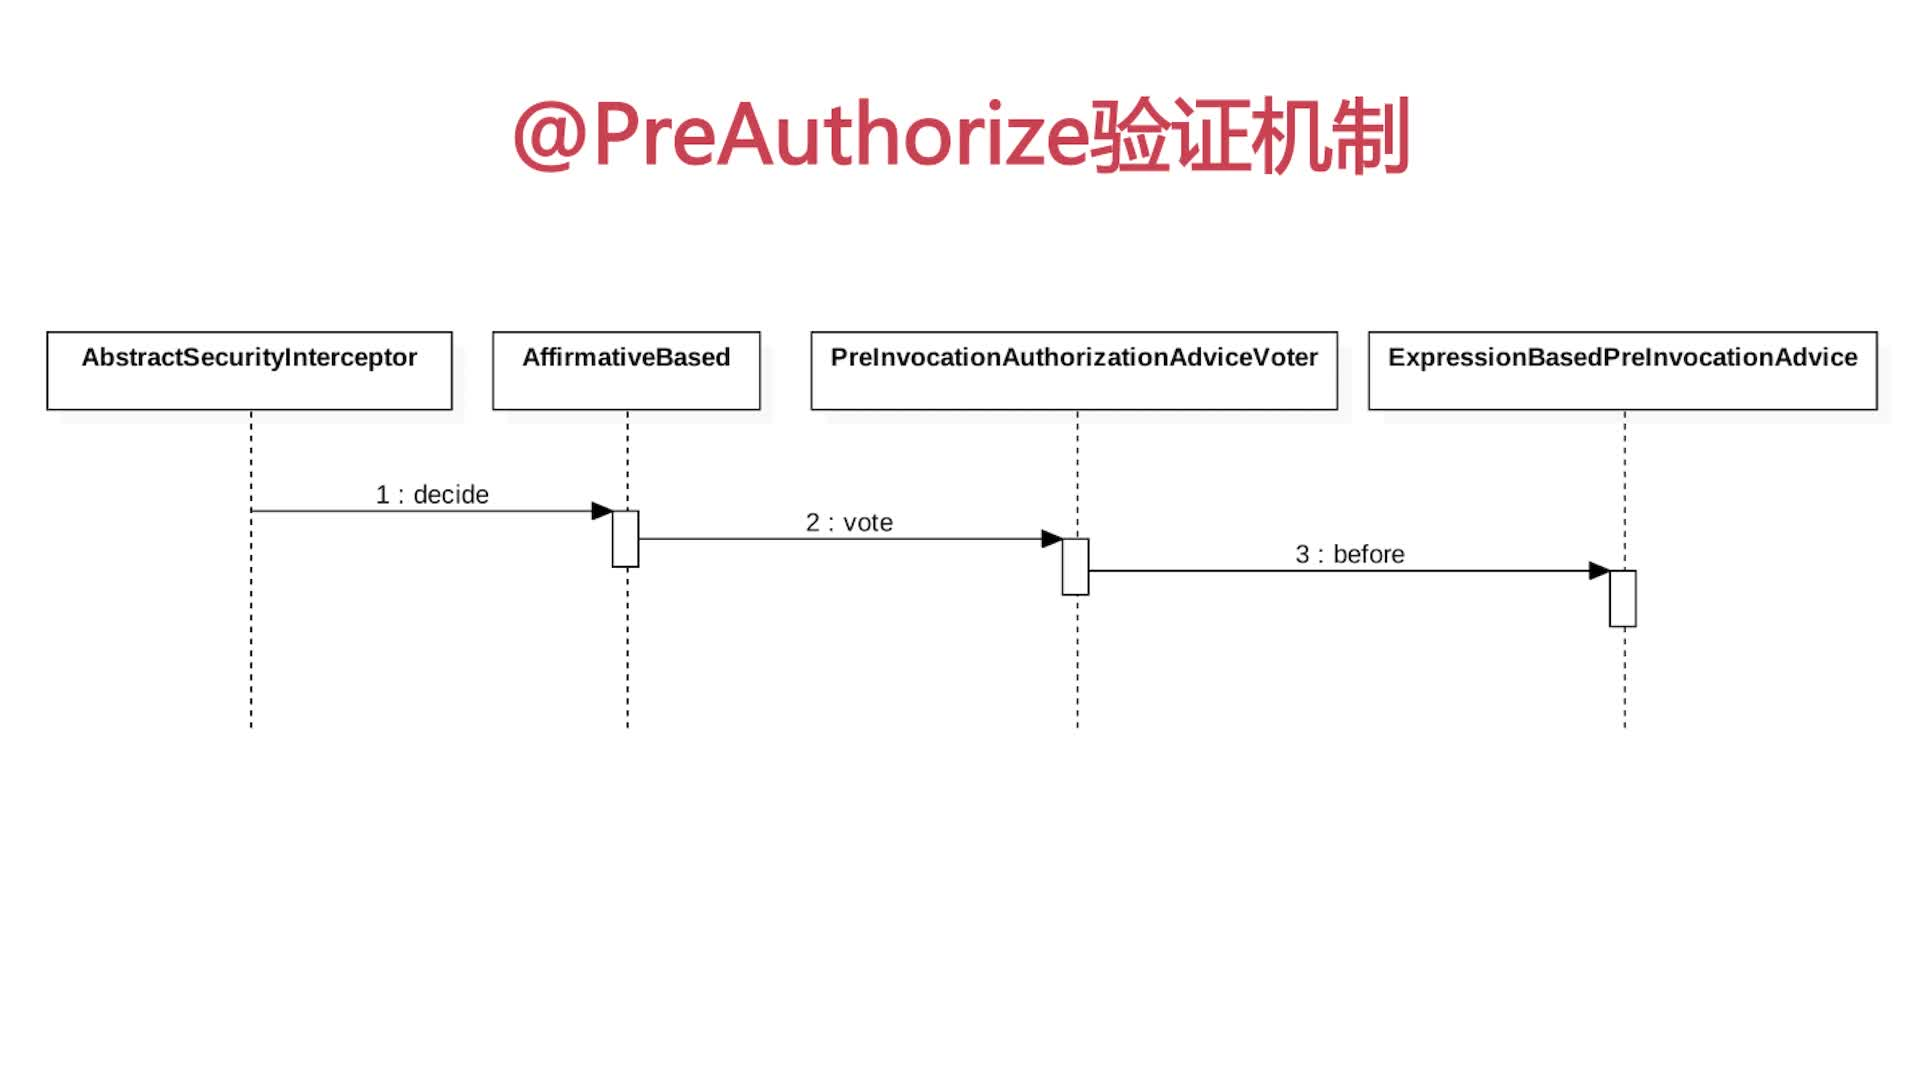 @PreAuthorize验证机制
AbstractSecurityInterceptor
AffirmativeBased
PreInvocationAuthorizationAdviceVoter
ExpressionBasedPreInvocationAdvice
1 : decide
2 : vote
3 : before